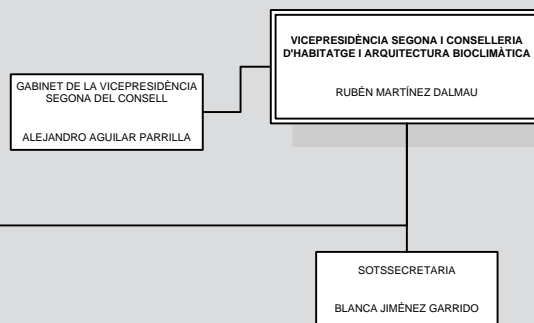 VICEPRESIDÈNCIA SEGONA I CONSELLERIA
D'HABITATGE I ARQUITECTURA BIOCLIMÀTICA
RUBÉN MARTÍNEZ DALMAU
GABINET DE LA VICEPRESIDÈNCIA
SEGONA DEL CONSELL
ALEJANDRO AGUILAR PARRILLA
SOTSSECRETARIA
BLANCA JIMÉNEZ GARRIDO